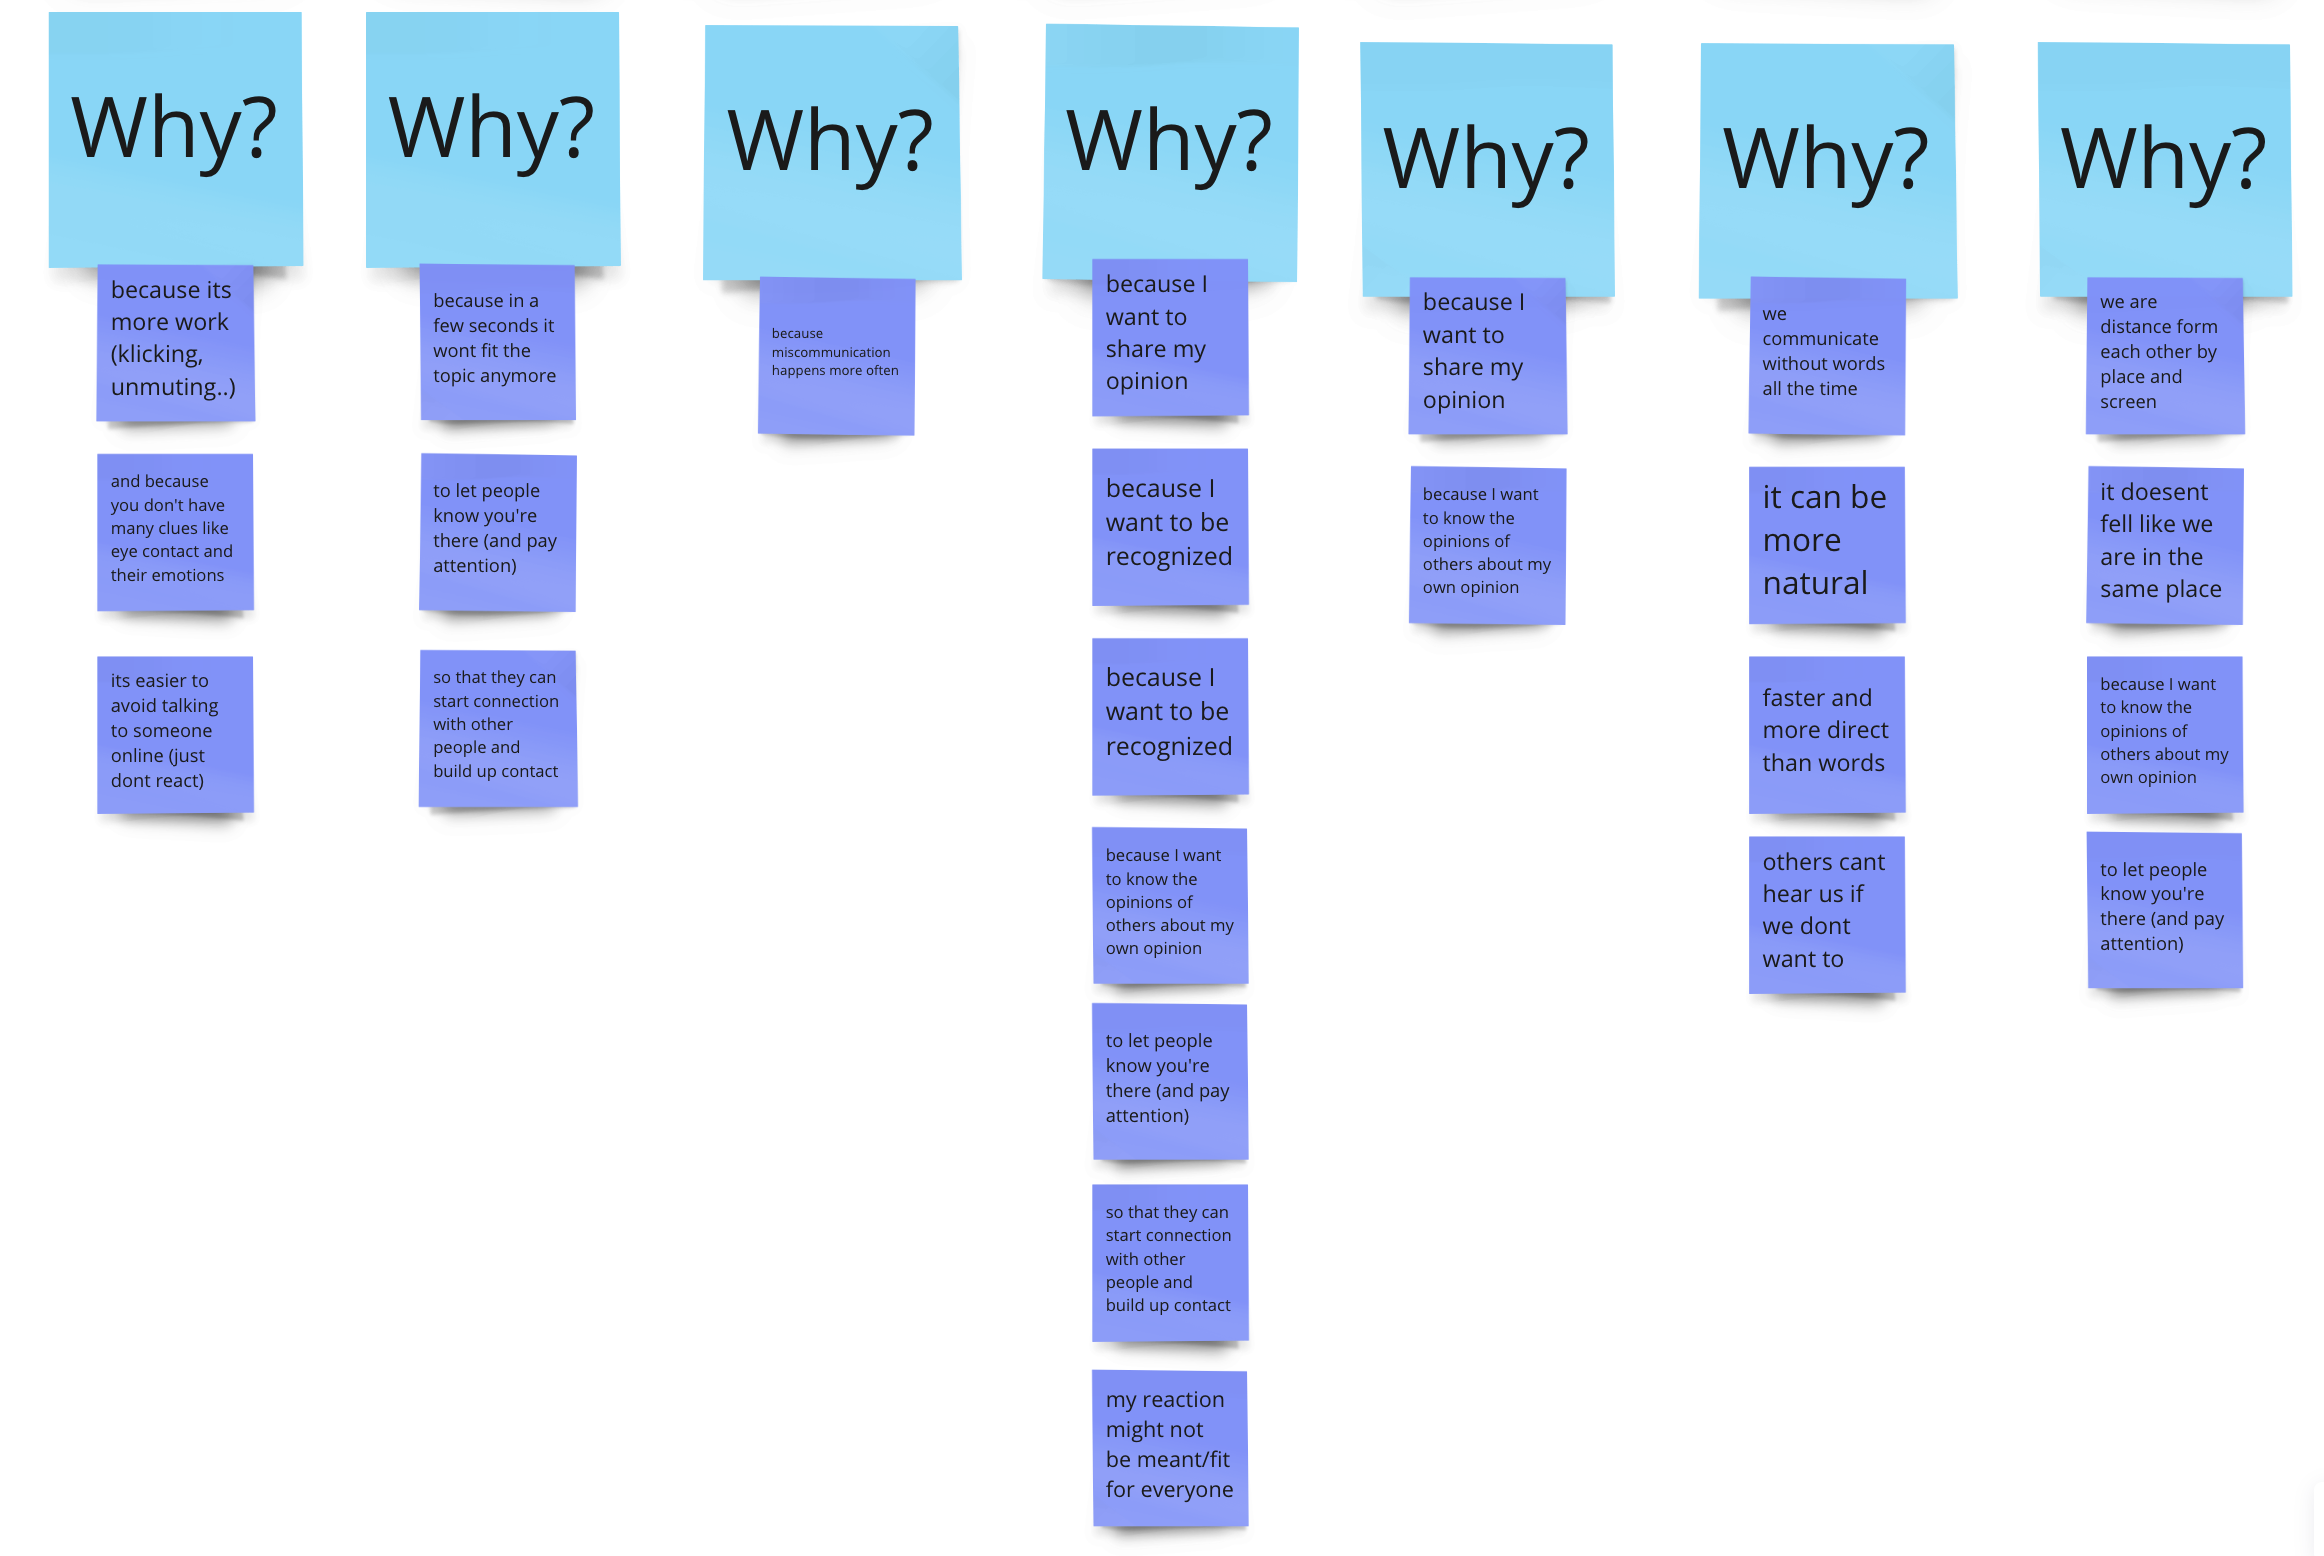 Why?
because its
more work
(klicking,
unmuting..)
and because
you don't have
many clues like
eye contact and
their emotions
its easier to
avoid talking
to someone
online (just
dont react)
Why?
because in a
few seconds it
wont fit the
topic anymore
to let people
know you're
there (and pay
attention)
so that they can
start connection
with other
people and
build up contact
Why?
because
miscommunication
happens more often
Why?
because I
want to
share my
opinion
because I
want to be
recognized
because I
want to be
recognized
because I want
to know the
opinions of
others about my
own opinion
to let people
know you're
there (and pay
attention)
so that they can
start connection
with other
people and
build up contact
my reaction
might not
be meant/fit
for everyone
Why?
because I
want to
share my
opinion
because I want
to know the
opinions of
others about my
own opinion
Why?
we
communicate
without words
all the time
it can be
more
natural
faster and
more direct
than words
others cant
hear us if
we dont
want to
Why?
we are
distance form
each other by
place and
screen
it doesent
fell like we
are in the
same place
because I want
to know the
opinions of
others about my
own opinion
to let people
know you're
there (and pay
attention)